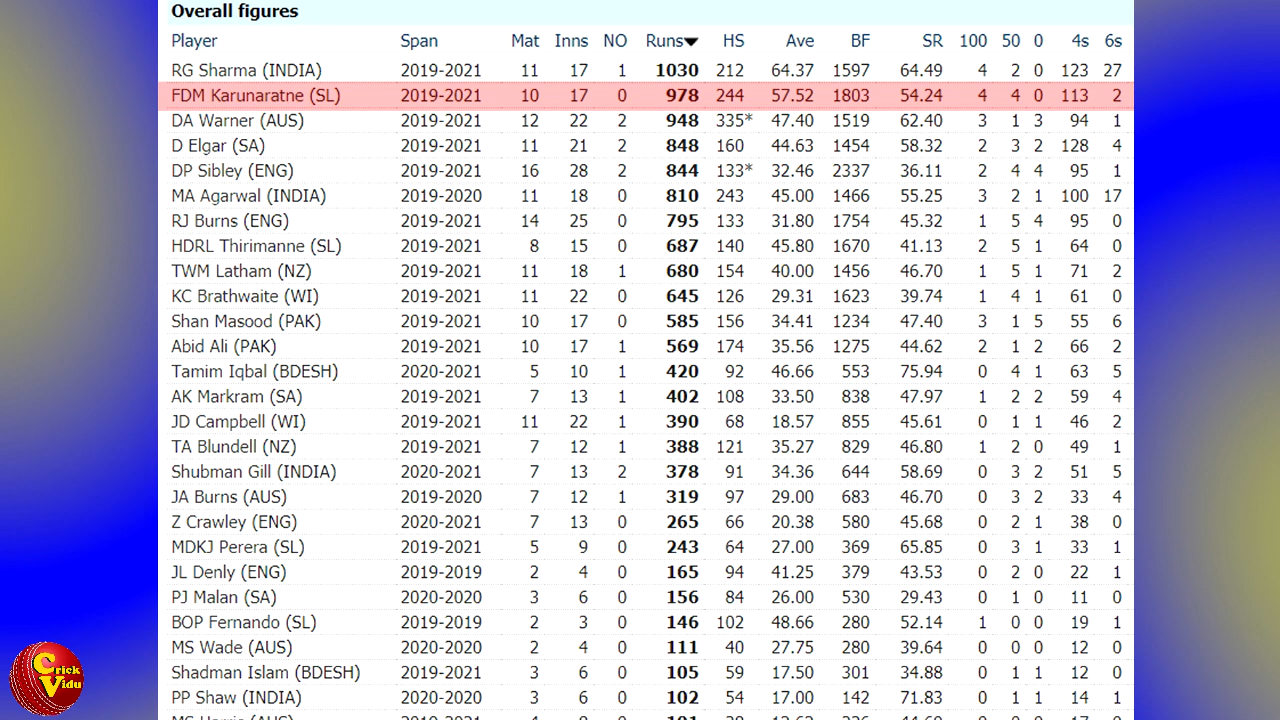 Overall figures
Player Span Mat Inns NO Runs HS Ave BF SR 100 50 0 4s 6s
RG Sharma (INDIA) 2019-2021 11 17 1 1030 212 64.37 1597 64.49 4 2 0 123 27
FDM Karunaratne (SL) 2019-2021 10 17 0 978 244 57.52 1803 54.24 4 4 0 113 2
DA Warner (AUS) 2019-2021 12 22 2 948 335* 47.40 1519 62.40 3 1 3 94 1
D Elgar (SA) 2019-2021 11 21 2 848 160 44.63 1454 58.32 2 3 2 128 4
DP Sibley (ENG) 2019-2021 16 28 2 844 133* 32.46 2337 36.11 2 4 4 95 1
MA Agarwal (INDIA) 2019-2020 11 18 0 810 243 45.00 1466 55.25 3 2 1 100 17
RJ Burns (ENG) 2019-2021 14 25 0 795 133 31.80 1754 45.32 1 5 4 95 0
HDRL Thirimanne (SL) 2019-2021 8 15 0 687 140 45.80 1670 41.13 2 5 1 64 0
TWM Latham (NZ) 2019-2021 11 18 1 680 154 40.00 1456 46.70 1 5 1 71 2
KC Brathwaite (WI) 2019-2021 11 22 0 645 126 29.31 1623 39.74 1 4 1 61 0
Shan Masood (PAK) 2019-2021 10 17 0 585 156 34.41 1234 47.40 3 1 5 55 6
Abid Ali (PAK) 2019-2021 10 17 1 569 174 35.56 1275 44.62 2 1 2 66 2
Tamim Iqbal (BDESH) 2020-2021 5 10 1 420 92 46.66 553 75.94 0 4 1 63 5
AK Markram (SA) 2019-2021 7 13 1 402 108 33.50 838 47.97 1 2 2 59 4
JD Campbell (WI) 2019-2021 11 22 1 390 68 18.57 855 45.61 0 1 1 46 2
TA Blundell (NZ) 2019-2021 7 12 1 388 121 35.27 829 46.80 1 2 0 49 1
Shubman Gill (INDIA) 2020-2021 7 13 2 378 91 34.36 644 58.69 0 3 2 51 5
JA Burns (AUS) 2019-2020 7 12 1 319 97 29.00 683 46.70 0 3 2 33 4
Z Crawley (ENG) 2020-2021 7 13 0 265 66 20.38 580 45.68 0 2 1 38 0
MDKJ Perera (SL) 2019-2021 5 9 0 243 64 27.00 369 65.85 0 3 1 33 1
JL Denly (ENG) 2019-2019 2 4 0 165 94 41.25 379 43.53 0 2 0 22 1
PJ Malan (SA) 2020-2020 3 6 0 156 84 26.00 530 29.43 0 1 0 11 0
BOP Fernando (SL) 2019-2019 2 3 0 146 102 48.66 280 52.14 1 0 0 19 1
MS Wade (AUS) 2020-2020 2 4 0 111 40 27.75 280 39.64 0 0 0 12 0
Shadman Islam (BDESH) 2019-2021 3 6 0 105 59 17.50 301 34.88 0 1 1 12 0
PP Shaw (INDIA) 2020-2020 3 6 0 102 54 17.00 142 71.83 0 1 1 14 1
Crick
Vidu